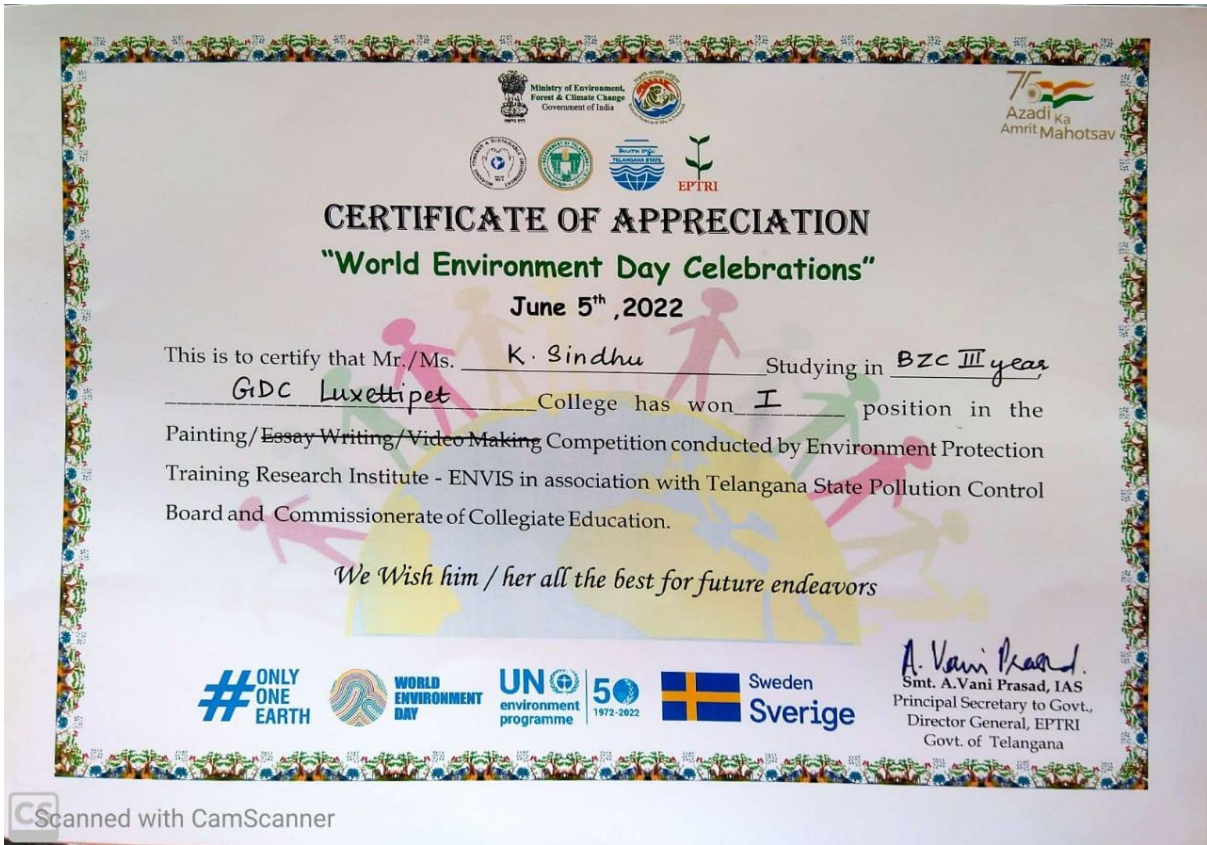 Ministry of Environment,
Forest & Climate Change
Government of India
75
Azadi Ka
Amrit Mahotsav
TELANGANA STATE
EPTRI
CERTIFICATE OF APPRECIATION
"World Environment Day Celebrations"
June 5th ,2022
This is to certify that Mr./Ms. K. Sindhu Studying in BZC III year,
GDC Luxettipet College has won I position in the
Painting/Essay Writing/Video Making Competition conducted by Environment Protection
Training Research Institute - ENVIS in association with Telangana State Pollution Control
Board and Commissionerate of Collegiate Education.
We Wish him / her all the best for future endeavors
#ONLY
ONE
EARTH
WORLD
ENVIRONMENT
DAY
UN
environment
programme
50
1972-2022
Sweden
Sverige
A. Vani Prasad.
Smt. A.Vani Prasad, IAS
Principal Secretary to Govt.,
Director General, EPTRI
Govt. of Telangana
CS
Scanned with CamScanner